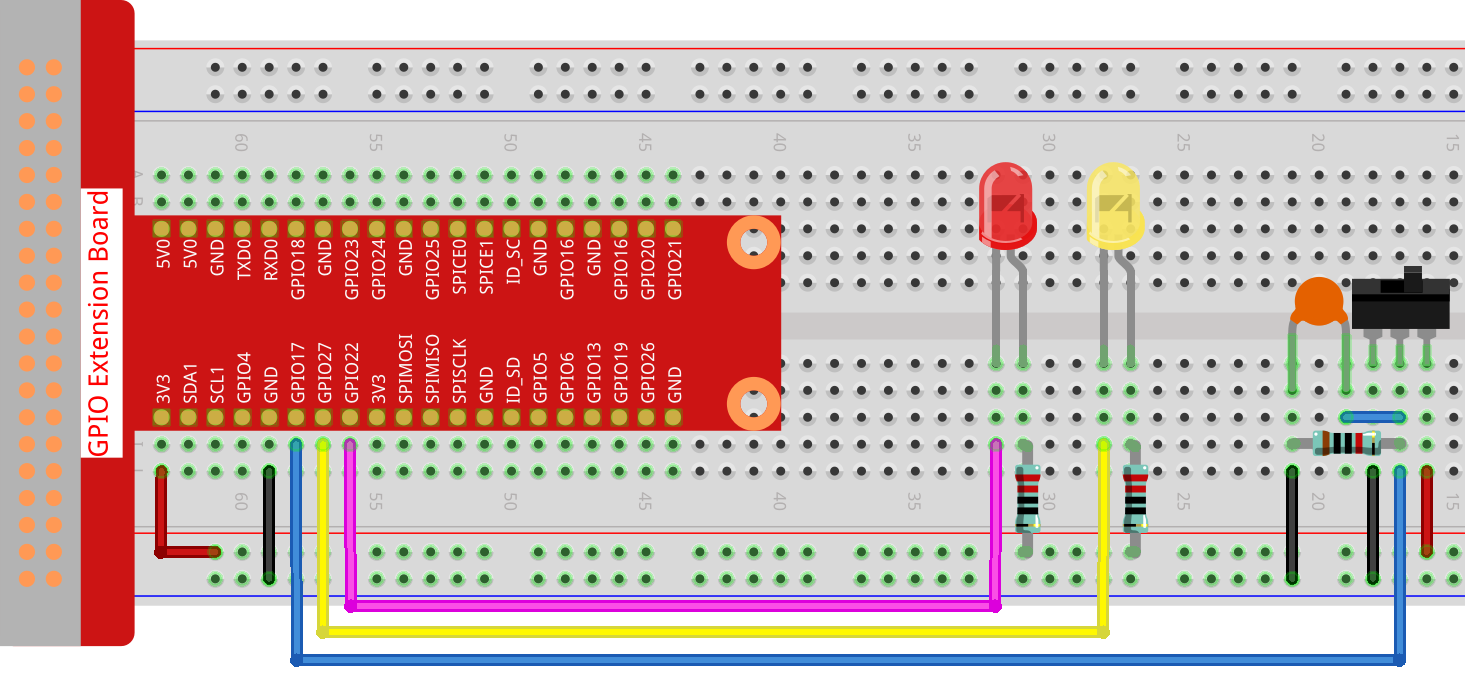 60 55 50 45 40 35 30 25 20 15
A
B
GPIO Extension Board
5V0 5V0 GND TXD0 RXD0 GPIO18 GND GPIO23 GPIO24 GND GPIO25 SPICE0 SPICE1 ID_SC GND GPIO16 GND GPIO16 GPIO20 GPIO21
3V3 SDA1 SCL1 GPIO4 GND GPIO17 GPIO27 GPIO22 3V3 SPIMOSI SPIMISO SPISCLK GND ID_SD GPIO5 GPIO6 GPIO13 GPIO19 GPIO26 GND
60 55 50 45 40 35 30 25 20 15